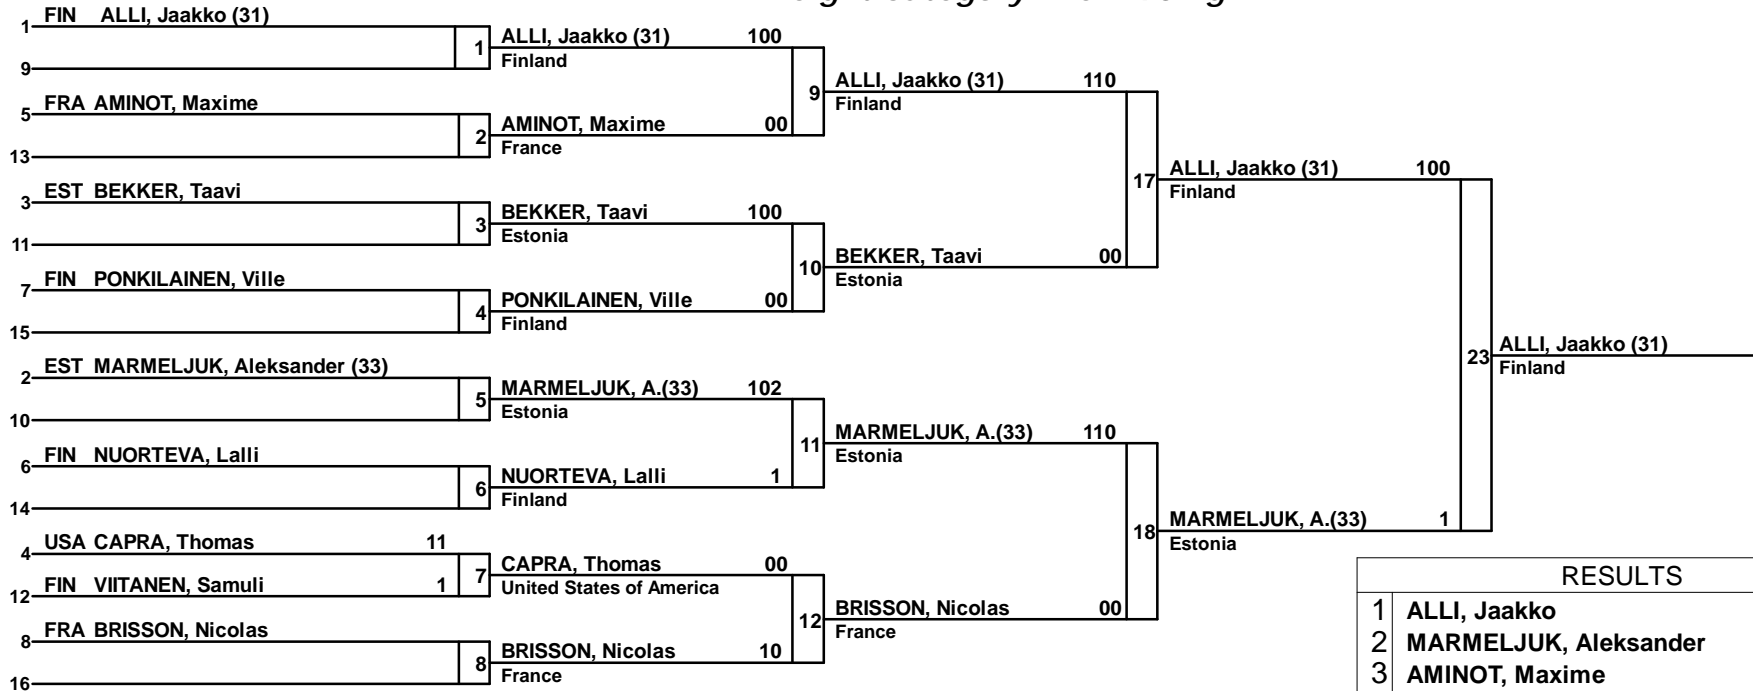 1 FIN ALLI, Jaakko (31)
1 ALLI, Jaakko (31) 100
Finland
9
9 ALLI, Jaakko (31) 110
Finland
5 FRA AMINOT, Maxime
2 AMINOT, Maxime 00
France
13
17 ALLI, Jaakko (31) 100
Finland
3 EST BEKKER, Taavi
3 BEKKER, Taavi 100
Estonia
11
10 BEKKER, Taavi 00
Estonia
7 FIN PONKILAINEN, Ville
4 PONKILAINEN, Ville 00
Finland
15
23 ALLI, Jaakko (31)
Finland
2 EST MARMELJUK, Aleksander (33)
5 MARMELJUK, A.(33) 102
Estonia
10
11 MARMELJUK, A.(33) 110
Estonia
6 FIN NUORTEVA, Lalli
6 NUORTEVA, Lalli 1
Finland
14
18 MARMELJUK, A.(33) 1
Estonia
4 USA CAPRA, Thomas 11
7 CAPRA, Thomas 00
United States of America
12 FIN VIITANEN, Samuli 1
12 BRISSON, Nicolas 00
France
8 FRA BRISSON, Nicolas
8 BRISSON, Nicolas 10
France
16
RESULTS
1 ALLI, Jaakko
2 MARMELJUK, Aleksander
3 AMINOT, Maxime